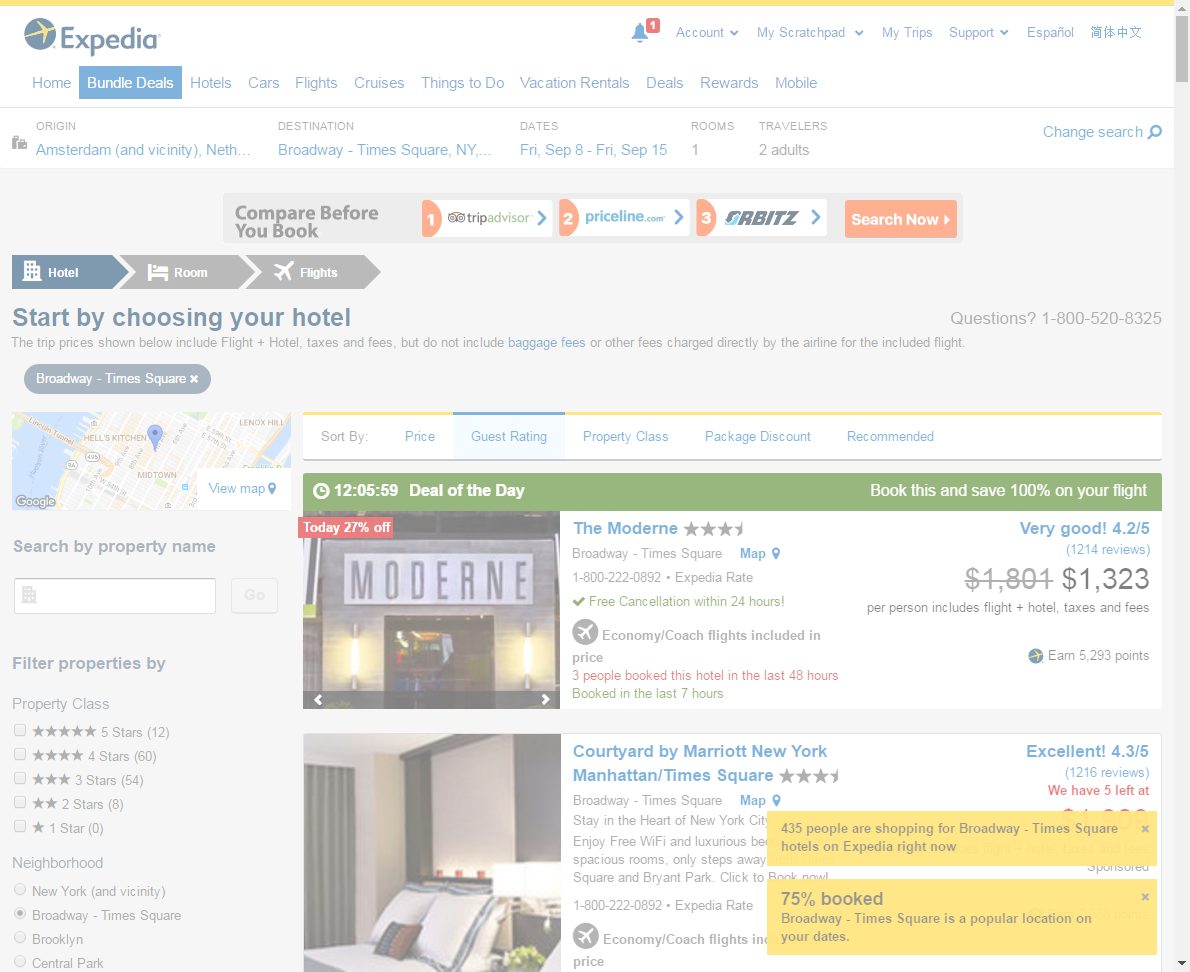 Expedia
1
Account
My Scratchpad
My Trips
Support
Español
简体中文
Home
Bundle Deals
Hotels
Cars
Flights
Cruises
Things to Do
Vacation Rentals
Deals
Rewards
Mobile
ORIGIN
Amsterdam (and vicinity), Neth...
DESTINATION
Broadway - Times Square, NY,...
DATES
Fri, Sep 8 - Fri, Sep 15
ROOMS
1
TRAVELERS
2 adults
Change search
Compare Before
You Book
1 tripadvisor
2 priceline.com
3 ORBITZ
Search Now
Hotel
Room
Flights
Start by choosing your hotel
Questions? 1-800-520-8325
The trip prices shown below include Flight + Hotel, taxes and fees, but do not include baggage fees or other fees charged directly by the airline for the included flight.
Broadway - Times Square ×
Lincoln Tunnel
HELL'S KITCHEN
LENOX HILL
E 59th St
E 57th St
9A
495
MIDTOWN
View map
Google
Search by property name
Go
Filter properties by
Property Class
5 Stars (12)
4 Stars (60)
3 Stars (54)
2 Stars (8)
1 Star (0)
Neighborhood
New York (and vicinity)
Broadway - Times Square
Brooklyn
Central Park
Sort By:
Price
Guest Rating
Property Class
Package Discount
Recommended
12:05:59 Deal of the Day
Book this and save 100% on your flight
Today 27% off
MODERNE
The Moderne
Broadway - Times Square Map
1-800-222-0892 • Expedia Rate
Free Cancellation within 24 hours!
Economy/Coach flights included in
price
3 people booked this hotel in the last 48 hours
Booked in the last 7 hours
Very good! 4.2/5
(1214 reviews)
$1,801 $1,323
per person includes flight + hotel, taxes and fees
Earn 5,293 points
Courtyard by Marriott New York
Manhattan/Times Square
Broadway - Times Square Map
Stay in the Heart of New York City
Enjoy Free WiFi and luxurious
spacious rooms, only steps away
Square and Bryant Park. Click to Book now!
1-800-222-0892 • Expedia Rate
Economy/Coach flights
price
Excellent! 4.3/5
(1216 reviews)
We have 5 left at
$1,909
435 people are shopping for Broadway - Times Square
hotels on Expedia right now
×
Sponsored
75% booked
×
Broadway - Times Square is a popular location on
your dates.